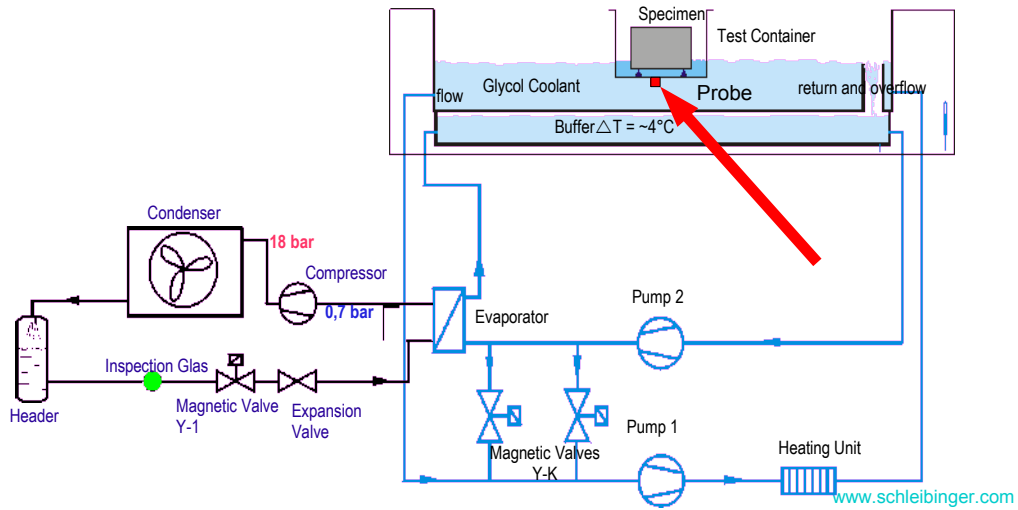 Specimen
Test Container
Glycol Coolant
Probe
return and overflow
flow
Buffer△T = ~4°C
Condenser
18 bar
Compressor
0,7 bar
Evaporator
Pump 2
Inspection Glas
Header
Magnetic Valve
Y-1
Expansion
Valve
Magnetic Valves
Y-K
Pump 1
Heating Unit
www.schleibinger.com